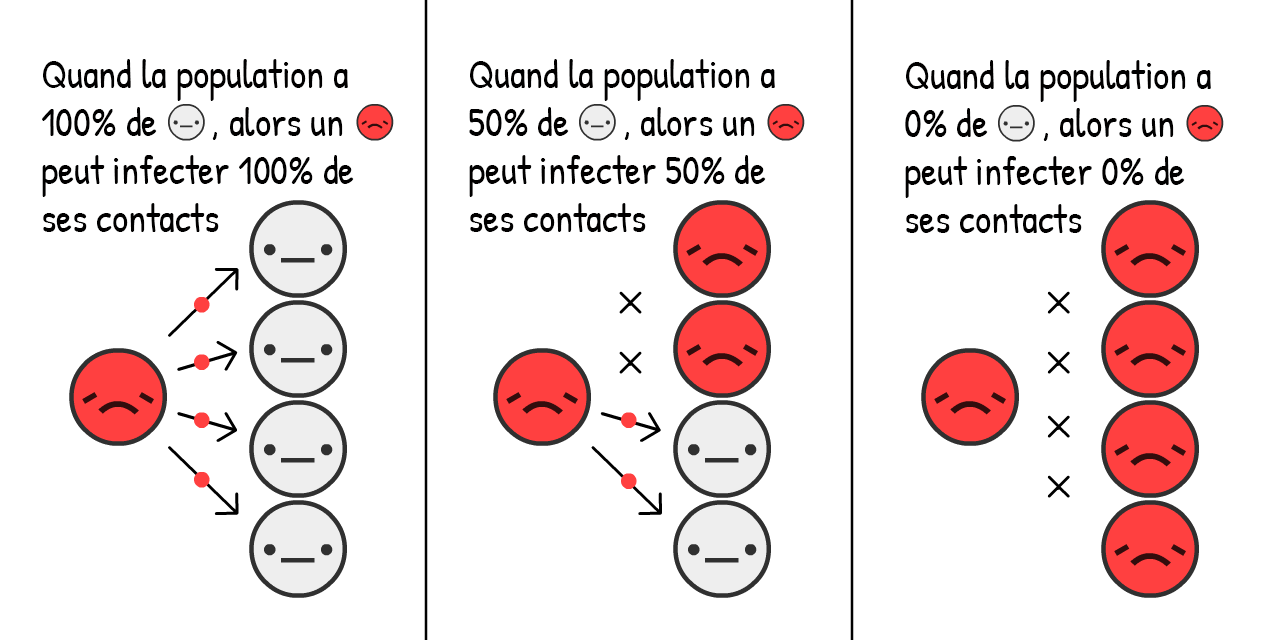 Quand la population a
100% de , alors un
peut infecter 100% de
ses contacts
Quand la population a
50% de , alors un
peut infecter 50% de
ses contacts
Quand la population a
0% de , alors un
peut infecter 0% de
ses contacts